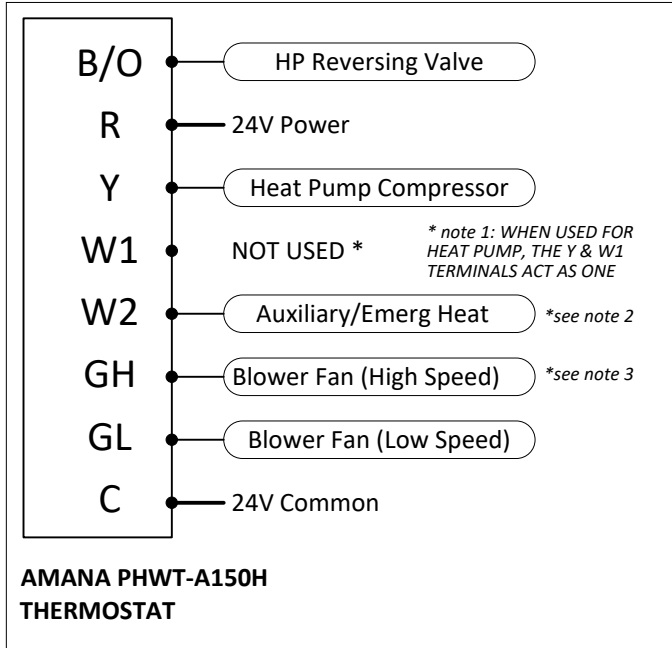 B/O HP Reversing Valve
R 24V Power
Y Heat Pump Compressor
W1 NOT USED *
* note 1: WHEN USED FOR
HEAT PUMP, THE Y & W1
TERMINALS ACT AS ONE
W2 Auxiliary/Emerg Heat *see note 2
GH Blower Fan (High Speed) *see note 3
GL Blower Fan (Low Speed)
C 24V Common
AMANA PHWT-A150H
THERMOSTAT